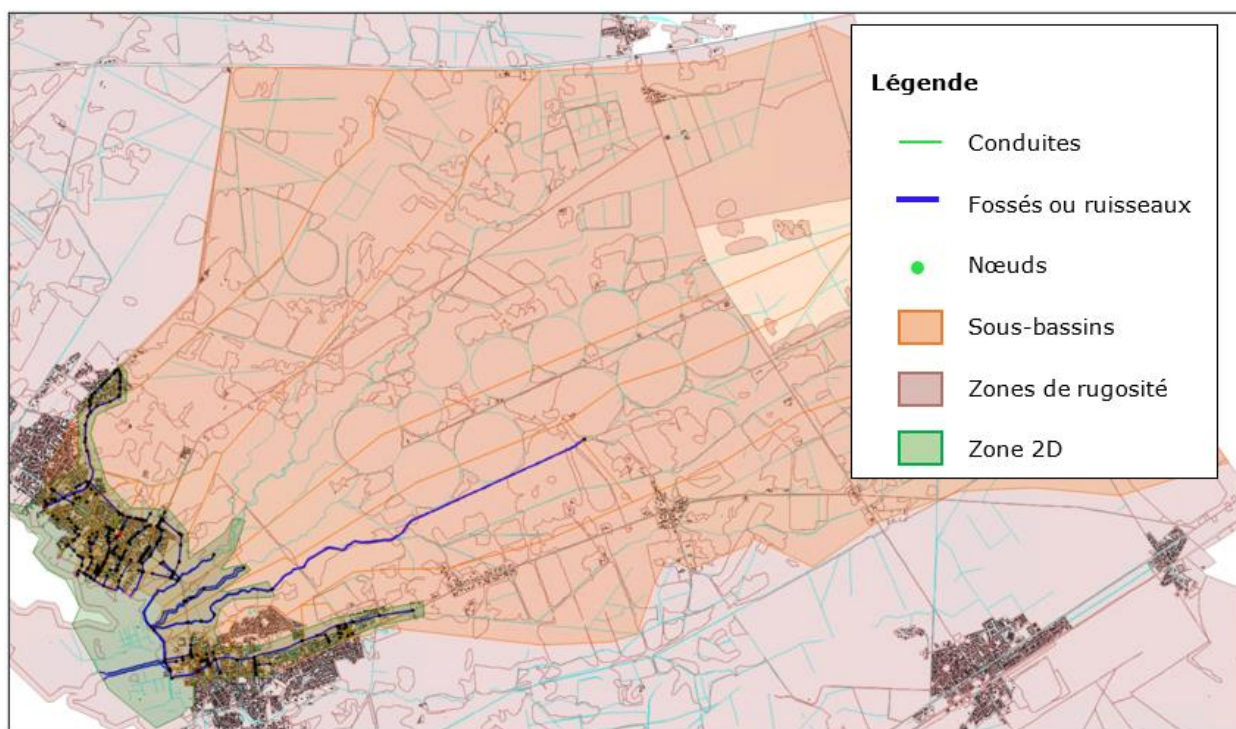 Légende
Conduites
Fossés ou ruisseaux
Nœuds
Sous-bassins
Zones de rugosité
Zone 2D